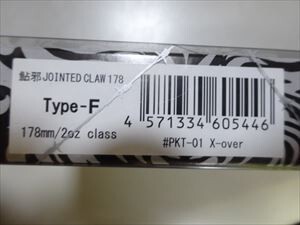 鮎邪 JOINTED CLAW 178
Type-F
178mm/2oz class
4 571334 605446
#PKT-01 X-over